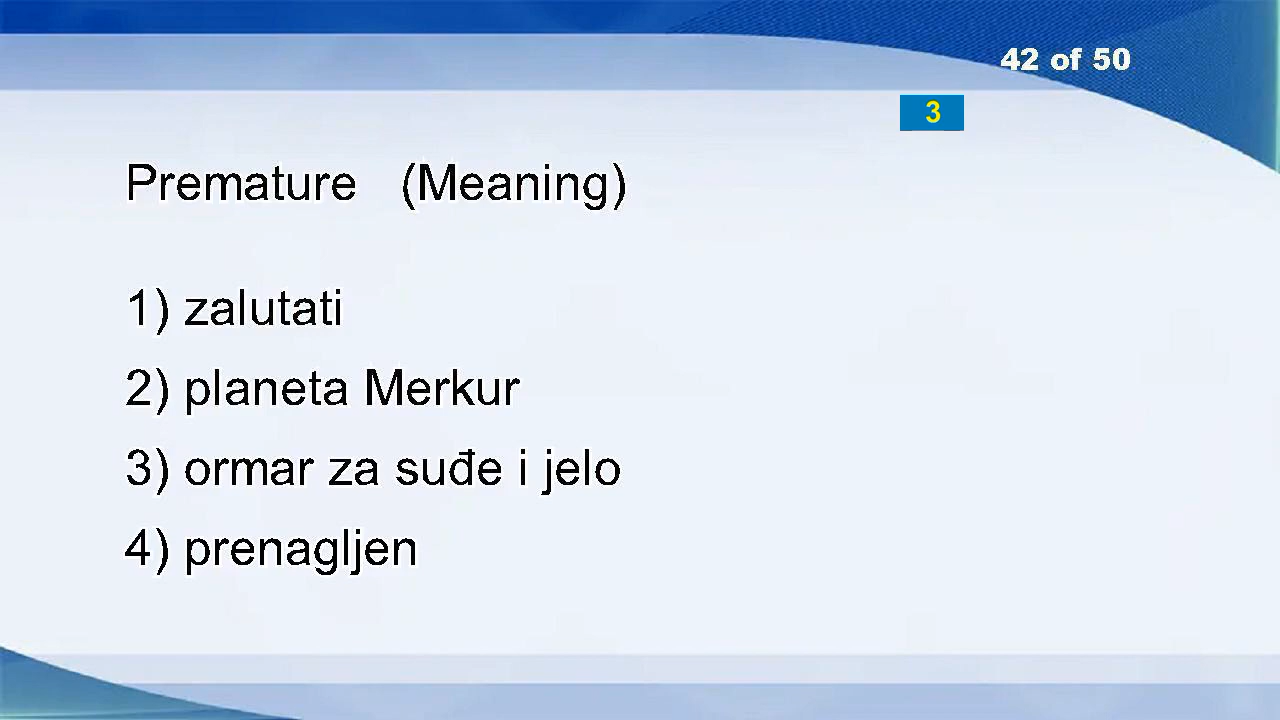 42 of 50
3
Premature (Meaning)
1) zalutati
2) planeta Merkur
3) ormar za suđe i jelo
4) prenagljen